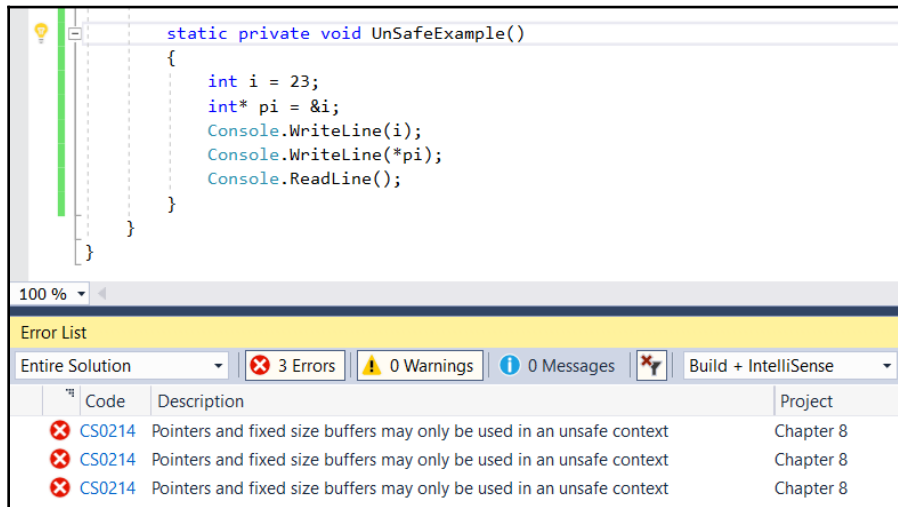 static private void UnSafeExample()
{
int i = 23;
int* pi = &i;
Console.WriteLine(i);
Console.WriteLine(*pi);
Console.ReadLine();
}
}
}
100 %
Error List
Entire Solution 3 Errors 0 Warnings 0 Messages Build + IntelliSense
Code Description Project
CS0214 Pointers and fixed size buffers may only be used in an unsafe context Chapter 8
CS0214 Pointers and fixed size buffers may only be used in an unsafe context Chapter 8
CS0214 Pointers and fixed size buffers may only be used in an unsafe context Chapter 8